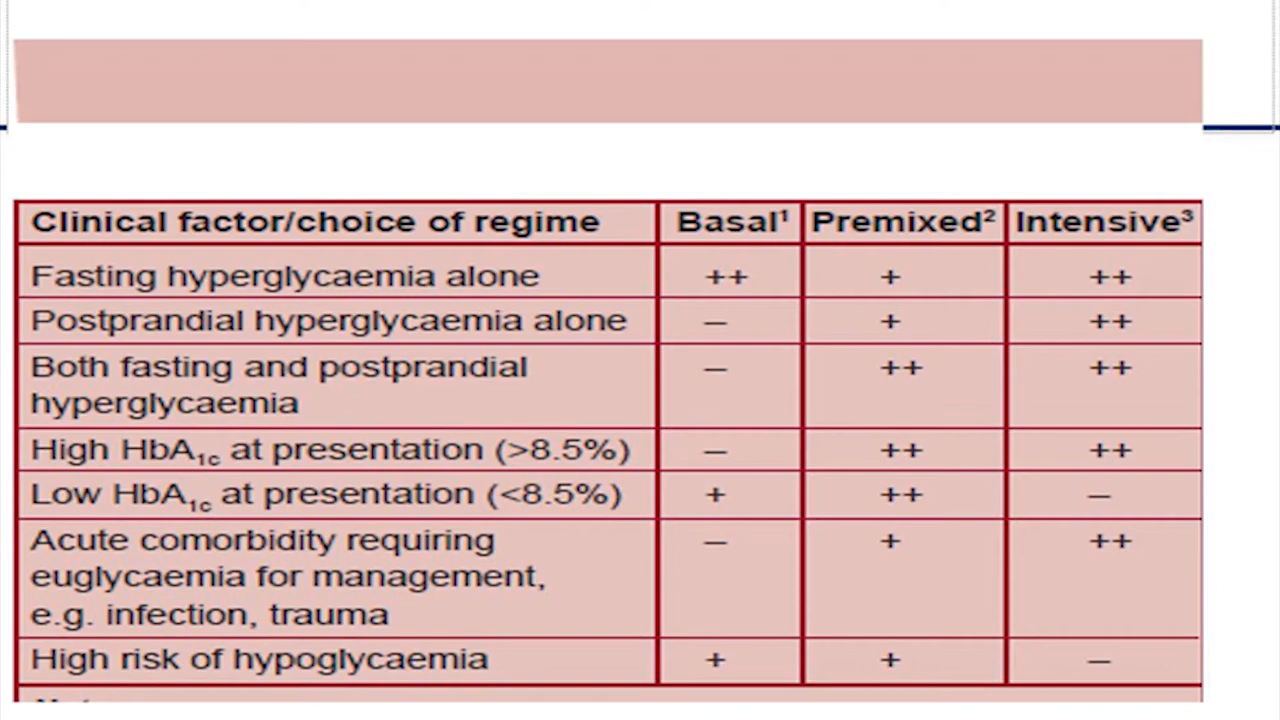 Clinical factor/choice of regime Basal¹ Premixed² Intensive³
Fasting hyperglycaemia alone ++ + ++
Postprandial hyperglycaemia alone – + ++
Both fasting and postprandial – ++ ++
hyperglycaemia
High HbA1c at presentation (>8.5%) – ++ ++
Low HbA1c at presentation (<8.5%) + ++ –
Acute comorbidity requiring – + ++
euglycaemia for management,
e.g. infection, trauma
High risk of hypoglycaemia + + –